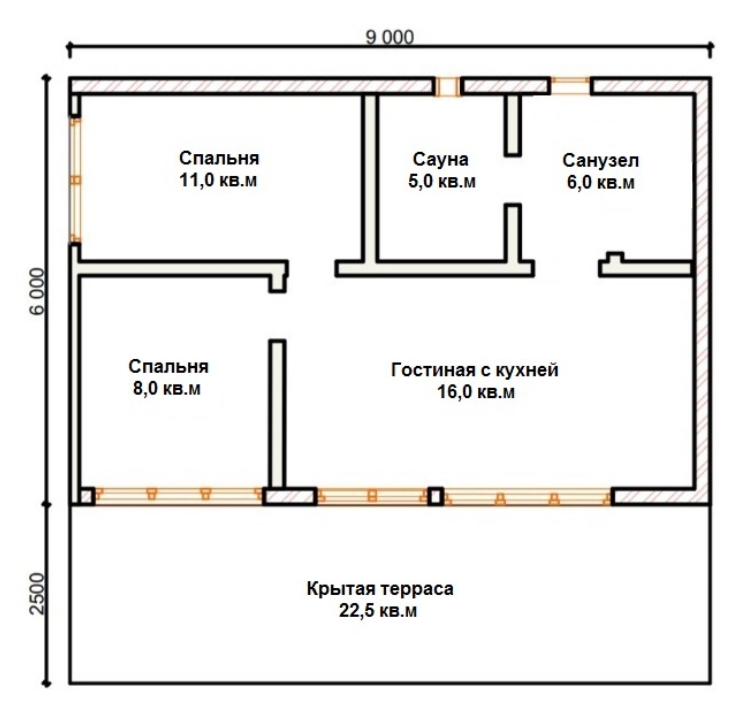 9 000
Спальня
11,0 кв.м
Сауна
5,0 кв.м
Санузел
6,0 кв.м
6 000
Спальня
8,0 кв.м
Гостиная с кухней
16,0 кв.м
2500
Крытая терраса
22,5 кв.м